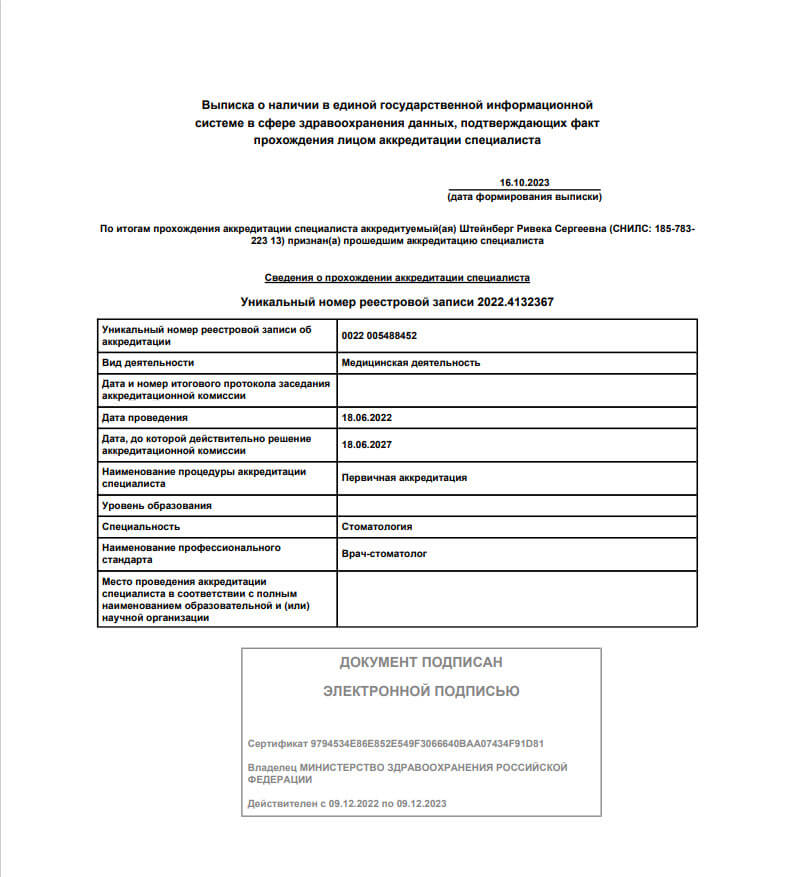 Выписка о наличии в единой государственной информационной
системе в сфере здравоохранения данных, подтверждающих факт
прохождения лицом аккредитации специалиста
16.10.2023
(дата формирования выписки)
По итогам прохождения аккредитации специалиста аккредитуемый(ая) Штейнберг Ривека Сергеевна (СНИЛС: 185-783-
223 13) признан(а) прошедшим аккредитацию специалиста
Сведения о прохождении аккредитации специалиста
Уникальный номер реестровой записи 2022.4132367
Уникальный номер реестровой записи об
аккредитации
0022 005488452
Вид деятельности
Медицинская деятельность
Дата и номер итогового протокола заседания
аккредитационной комиссии
Дата проведения
18.06.2022
Дата, до которой действительно решение
аккредитационной комиссии
18.06.2027
Наименование процедуры аккредитации
специалиста
Первичная аккредитация
Уровень образования
Специальность
Стоматология
Наименование профессионального
стандарта
Врач-стоматолог
Место проведения аккредитации
специалиста в соответствии с полным
наименованием образовательной и (или)
научной организации
ДОКУМЕНТ ПОДПИСАН
ЭЛЕКТРОННОЙ ПОДПИСЬЮ
Сертификат 9794534E86E852E549F3066640BAA07434F91D81
Владелец МИНИСТЕРСТВО ЗДРАВООХРАНЕНИЯ РОССИЙСКОЙ
ФЕДЕРАЦИИ
Действителен с 09.12.2022 по 09.12.2023